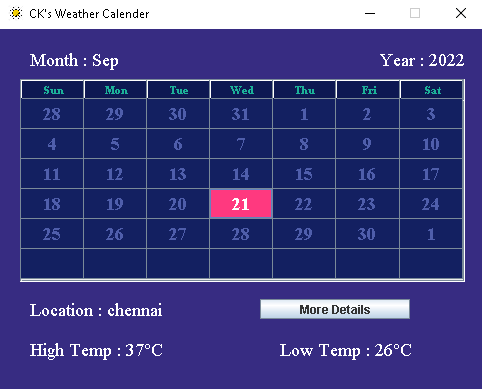 CK's Weather Calender
Month : Sep Year : 2022
Sun Mon Tue Wed Thu Fri Sat
28 29 30 31 1 2 3
4 5 6 7 8 9 10
11 12 13 14 15 16 17
18 19 20 21 22 23 24
25 26 27 28 29 30 1
Location : chennai More Details
High Temp : 37°C Low Temp : 26°C